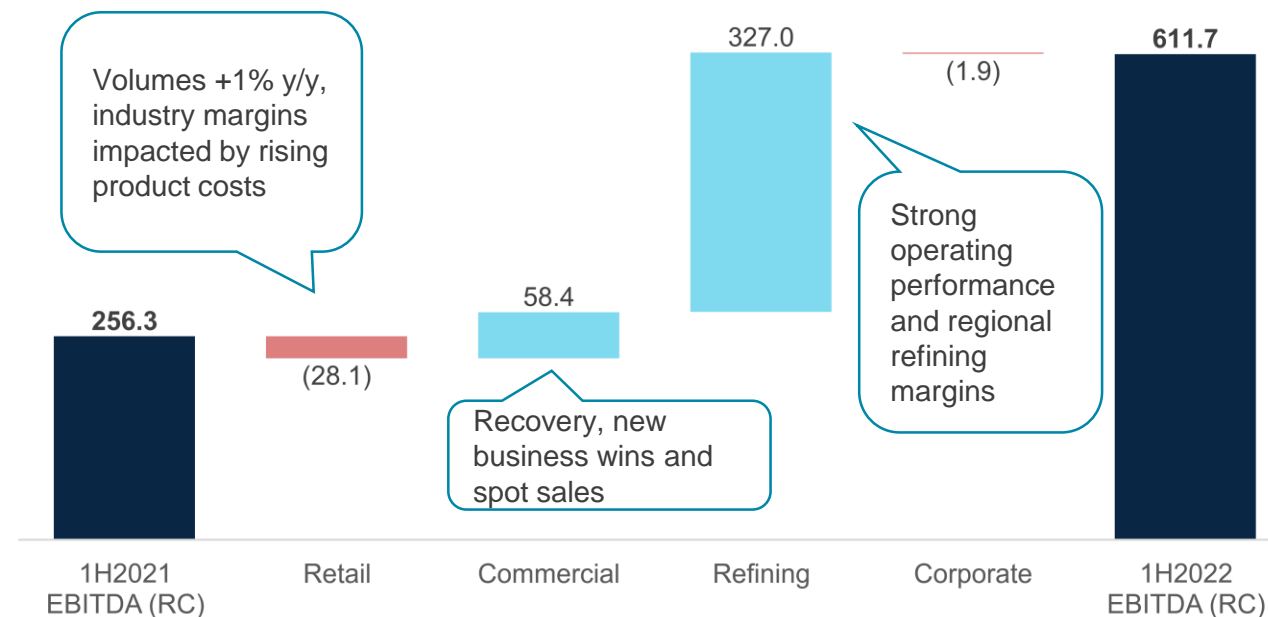 Volumes +1% y/y,
industry margins
impacted by rising
product costs
327.0
(1.9)
611.7
Strong
operating
performance
and regional
refining
margins
256.3
(28.1)
58.4
Recovery, new
business wins and
spot sales
1H2021
EBITDA (RC)
Retail
Commercial
Refining
Corporate
1H2022
EBITDA (RC)